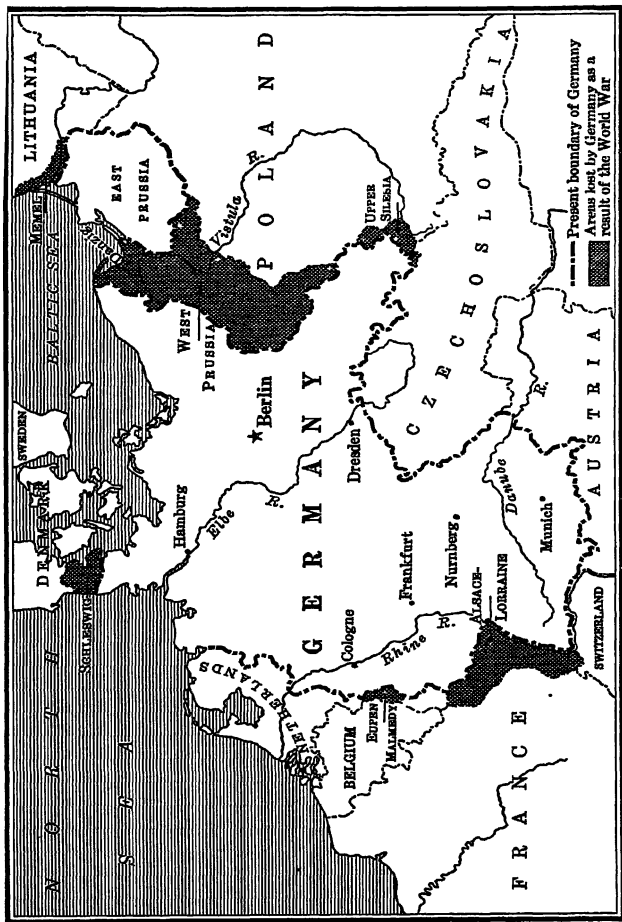 NORTH
SEA
DENMARK
SWEDEN
BALTIC SEA
MEMEL
LITHUANIA
SCHLESWIG
Danzig
EAST
PRUSSIA
Hamburg
Elbe
R.
WEST
PRUSSIA
Vistula
R.
POLAND
Berlin
GERMANY
NETHERLANDS
Cologne
Rhine
R.
BELGIUM
EUPEN
MALMEDY
Frankfurt
Dresden
UPPER
SILESIA
CZECHOSLOVAKIA
Nurnberg
ALSACE-
LORRAINE
Danube
R.
Munich
FRANCE
SWITZERLAND
AUSTRIA
Present boundary of Germany
Areas lost by Germany as a
result of the World War